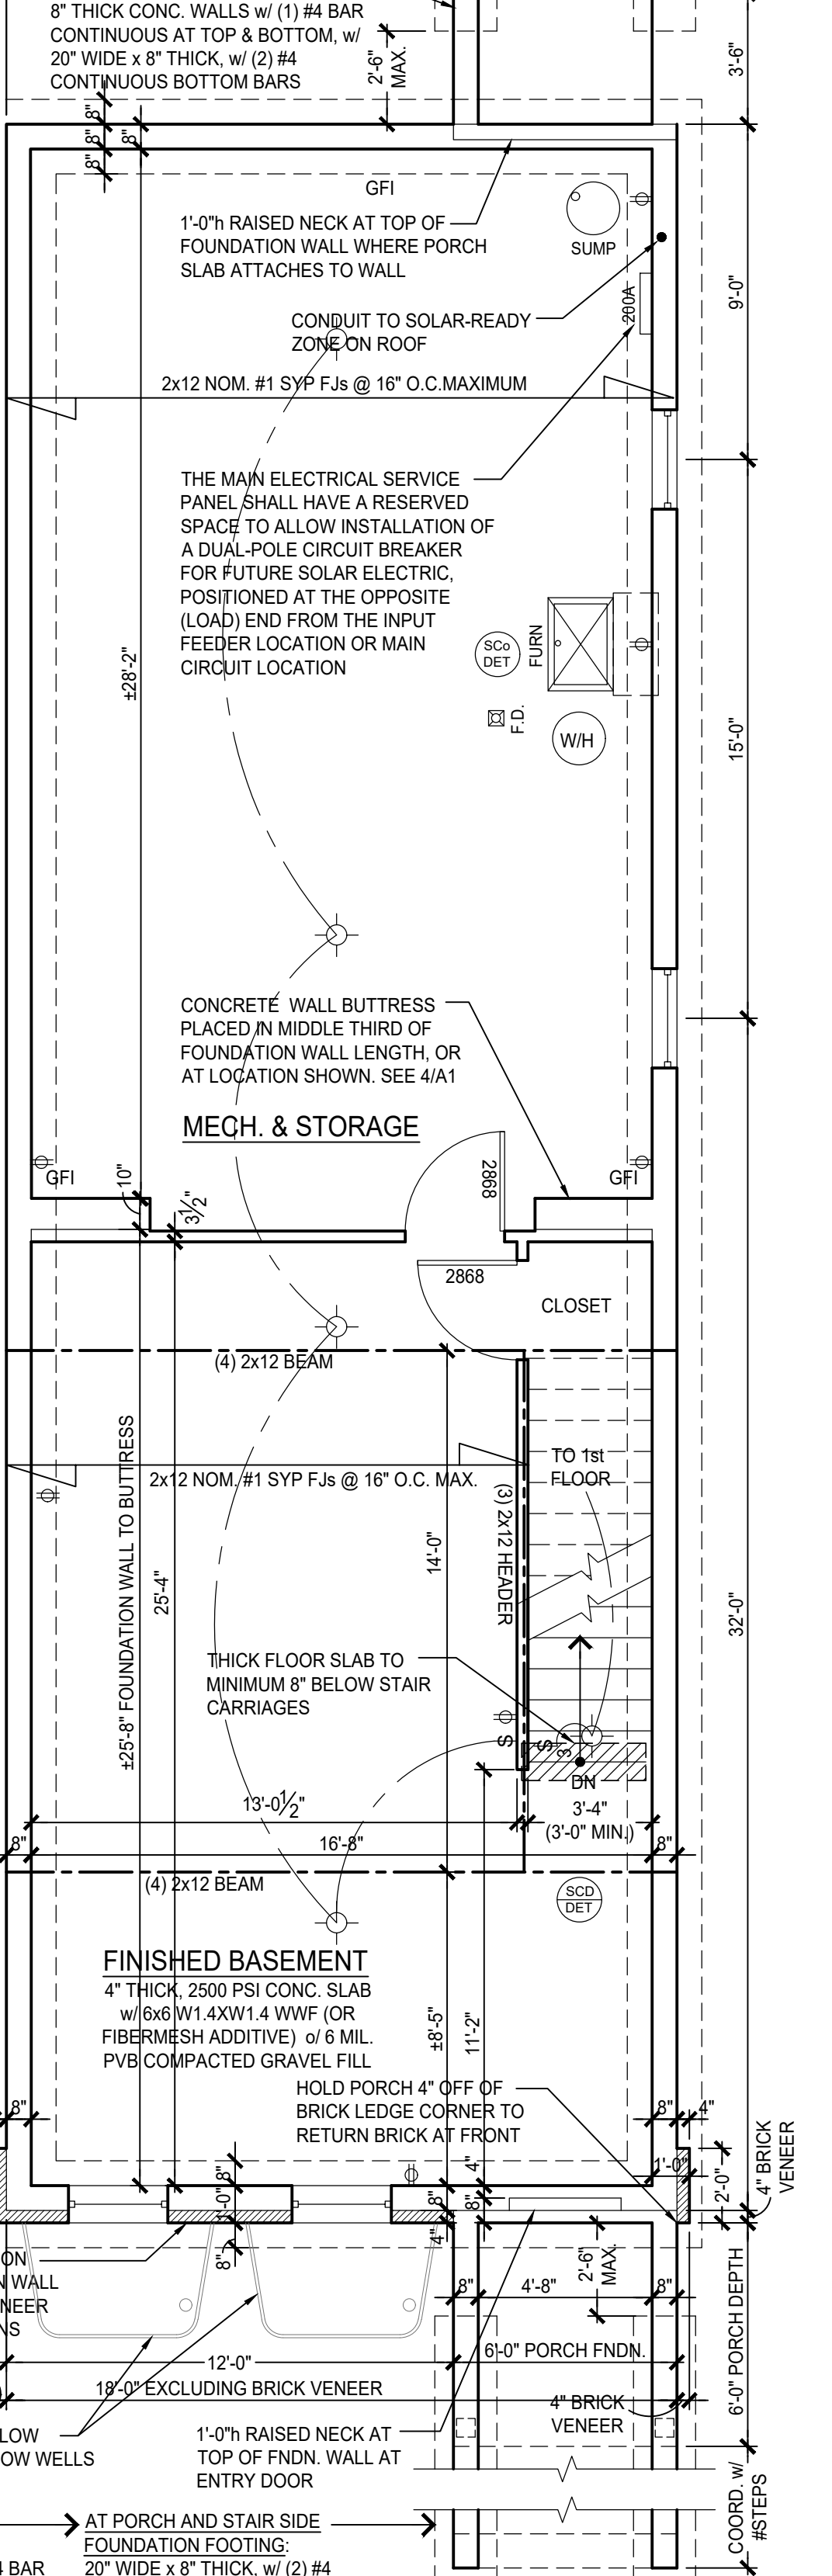 8" THICK CONC. WALLS w/ (1) #4 BAR
CONTINUOUS AT TOP & BOTTOM, w/
20" WIDE x 8" THICK, w/ (2) #4
CONTINUOUS BOTTOM BARS
2'-6"
MAX.
3'-6"
8"
8"
8"
8"
GFI
1'-0"h RAISED NECK AT TOP OF
FOUNDATION WALL WHERE PORCH
SLAB ATTACHES TO WALL
SUMP
200A
9'-0"
CONDUIT TO SOLAR-READY
ZONE ON ROOF
2x12 NOM. #1 SYP FJs @ 16" O.C.MAXIMUM
THE MAIN ELECTRICAL SERVICE
PANEL SHALL HAVE A RESERVED
SPACE TO ALLOW INSTALLATION OF
A DUAL-POLE CIRCUIT BREAKER
FOR FUTURE SOLAR ELECTRIC,
POSITIONED AT THE OPPOSITE
(LOAD) END FROM THE INPUT
FEEDER LOCATION OR MAIN
CIRCUIT LOCATION
±28'-2"
SCo
DET
FURN
F.D.
W/H
15'-0"
CONCRETE WALL BUTTRESS
PLACED IN MIDDLE THIRD OF
FOUNDATION WALL LENGTH, OR
AT LOCATION SHOWN. SEE 4/A1
MECH. & STORAGE
GFI
10"
3 1/2"
2868
GFI
2868
CLOSET
(4) 2x12 BEAM
2x12 NOM. #1 SYP FJs @ 16" O.C. MAX.
TO 1st
FLOOR
(3) 2x12 HEADER
14'-0"
±25'-8" FOUNDATION WALL TO BUTTRESS
25'-4"
32'-0"
THICK FLOOR SLAB TO
MINIMUM 8" BELOW STAIR
CARRIAGES
S
S
3
DN
13'-0 1/2"
3'-4"
(3'-0" MIN.)
8"
16'-8"
8"
(4) 2x12 BEAM
SCD
DET
FINISHED BASEMENT
4" THICK, 2500 PSI CONC. SLAB
w/ 6x6 W1.4XW1.4 WWF (OR
FIBERMESH ADDITIVE) o/ 6 MIL.
PVB COMPACTED GRAVEL FILL
±8'-5"
11'-2"
HOLD PORCH 4" OFF OF
BRICK LEDGE CORNER TO
RETURN BRICK AT FRONT
8"
8"
4"
1'-0"
2'-0"
4" BRICK
VENEER
8"
1'-0"
8"
4"
8"
8"
4"
2'-6"
MAX.
ON
N WALL
NEER
NS
8"
4'-8"
8"
6'-0" PORCH DEPTH
12'-0"
6'-0" PORCH FNDN.
18'-0" EXCLUDING BRICK VENEER
4" BRICK
VENEER
LOW
OW WELLS
1'-0"h RAISED NECK AT
TOP OF FNDN. WALL AT
ENTRY DOOR
COORD. w/
#STEPS
AT PORCH AND STAIR SIDE
FOUNDATION FOOTING:
20" WIDE x 8" THICK, w/ (2) #4
4 BAR